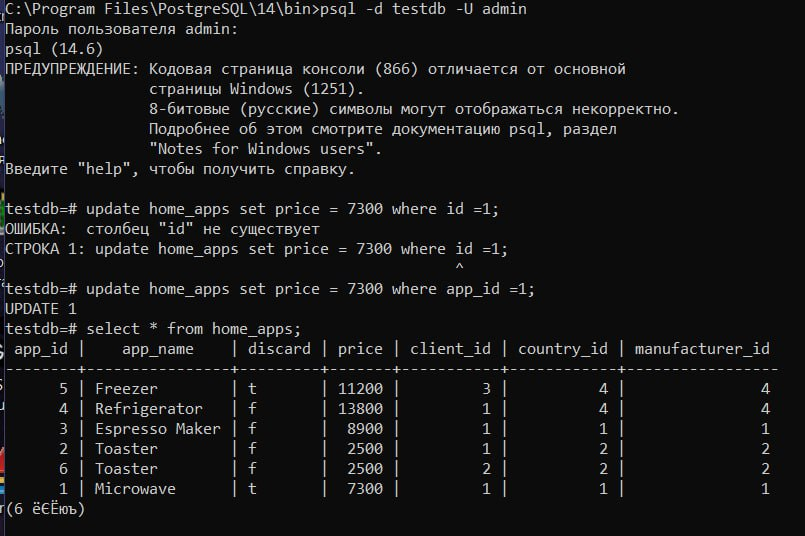 C:\Program Files\PostgreSQL\14\bin>psql -d testdb -U admin
Пароль пользователя admin:
psql (14.6)
ПРЕДУПРЕЖДЕНИЕ: Кодовая страница консоли (866) отличается от основной
страницы Windows (1251).
8-битовые (русские) символы могут отображаться некорректно.
Подробнее об этом смотрите документацию psql, раздел
"Notes for Windows users".
Введите "help", чтобы получить справку.
testdb=# update home_apps set price = 7300 where id =1;
ОШИБКА:  столбец "id" не существует
СТРОКА 1: update home_apps set price = 7300 where id =1;
^
testdb=# update home_apps set price = 7300 where app_id =1;
UPDATE 1
testdb=# select * from home_apps;
app_id |    app_name    | discard | price | client_id | country_id | manufacturer_id
--------+----------------+---------+-------+-----------+------------+-----------------
5 | Freezer        | t       | 11200 |         3 |          4 |               4
4 | Refrigerator   | f       | 13800 |         1 |          4 |               4
3 | Espresso Maker | f       |  8900 |         1 |          1 |               1
2 | Toaster        | f       |  2500 |         1 |          2 |               2
6 | Toaster        | f       |  2500 |         2 |          2 |               2
1 | Microwave      | t       |  7300 |         1 |          1 |               1
(6 ёЄЁюъ)